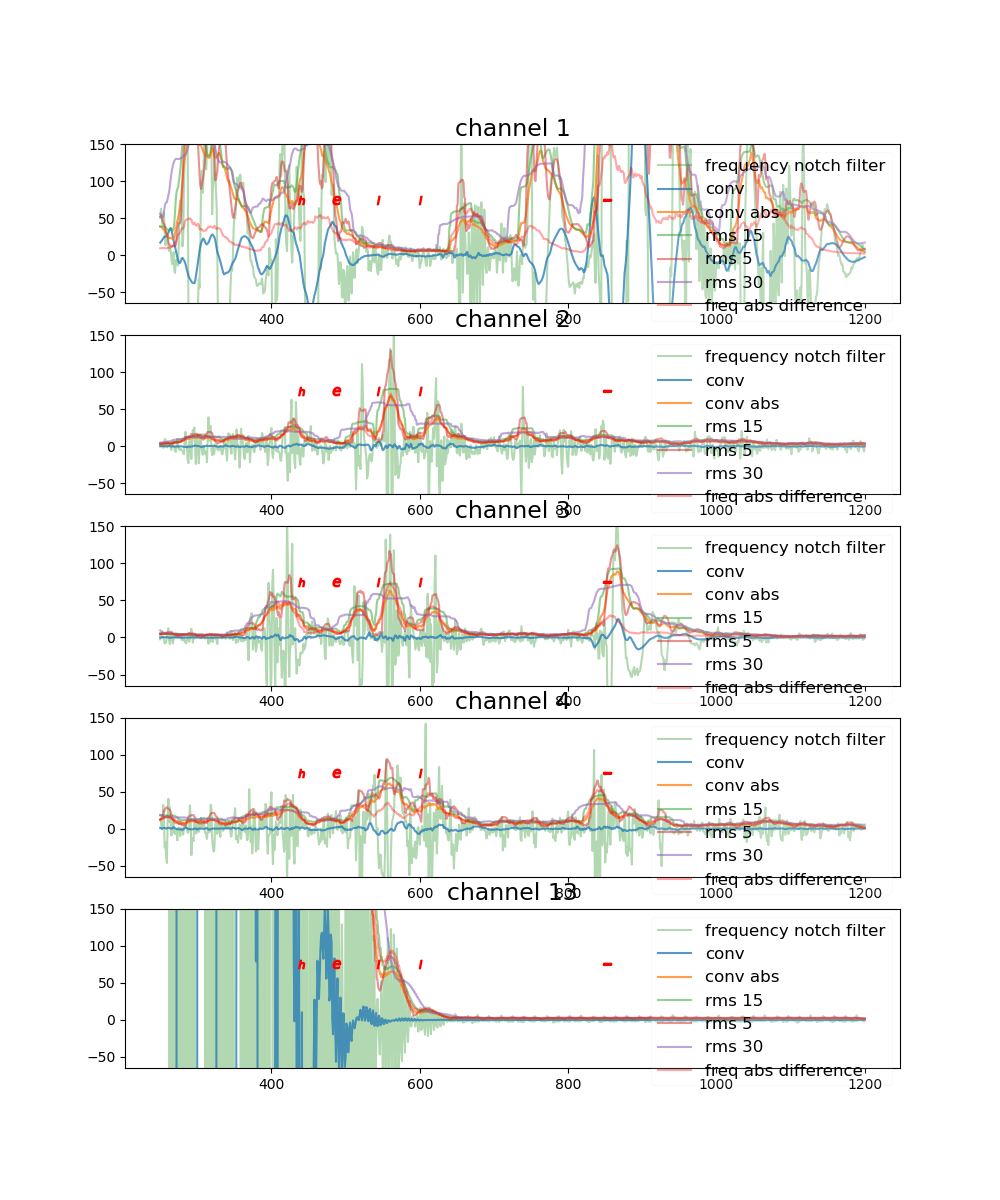 channel 1
150
100
50
0
−50
h e l l –
frequency notch filter
conv
conv abs
rms 15
rms 5
rms 30
freq abs difference
400 600 800 1000 1200
channel 2
150
100
50
0
−50
h e l l –
frequency notch filter
conv
conv abs
rms 15
rms 5
rms 30
freq abs difference
400 600 800 1000 1200
channel 3
150
100
50
0
−50
h e l l –
frequency notch filter
conv
conv abs
rms 15
rms 5
rms 30
freq abs difference
400 600 800 1000 1200
channel 4
150
100
50
0
−50
h e l l –
frequency notch filter
conv
conv abs
rms 15
rms 5
rms 30
freq abs difference
400 600 800 1000 1200
channel 13
150
100
50
0
−50
h e l l –
frequency notch filter
conv
conv abs
rms 15
rms 5
rms 30
freq abs difference
400 600 800 1000 1200